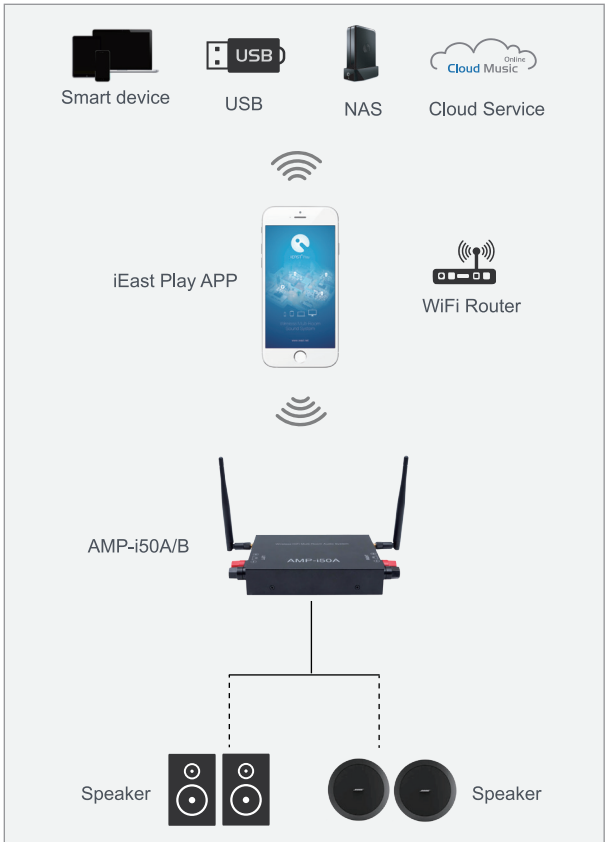 USB
Online
Cloud Music
Smart device
USB
NAS
Cloud Service
iEast Play APP
WiFi Router
AMP-i50A/B
AMP-i50A
Speaker
Speaker